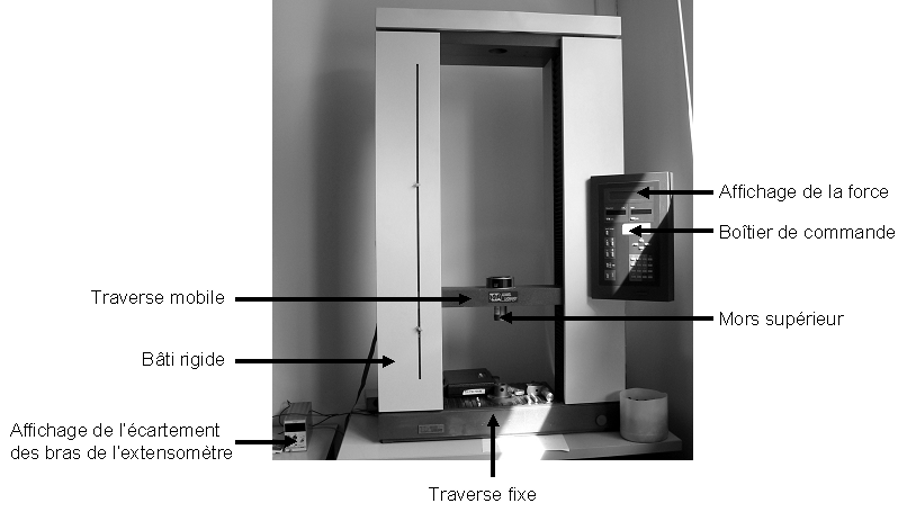 Affichage de la force
Boîtier de commande
Traverse mobile
Mors supérieur
Bâti rigide
Affichage de l'écartement
des bras de l'extensomètre
Traverse fixe